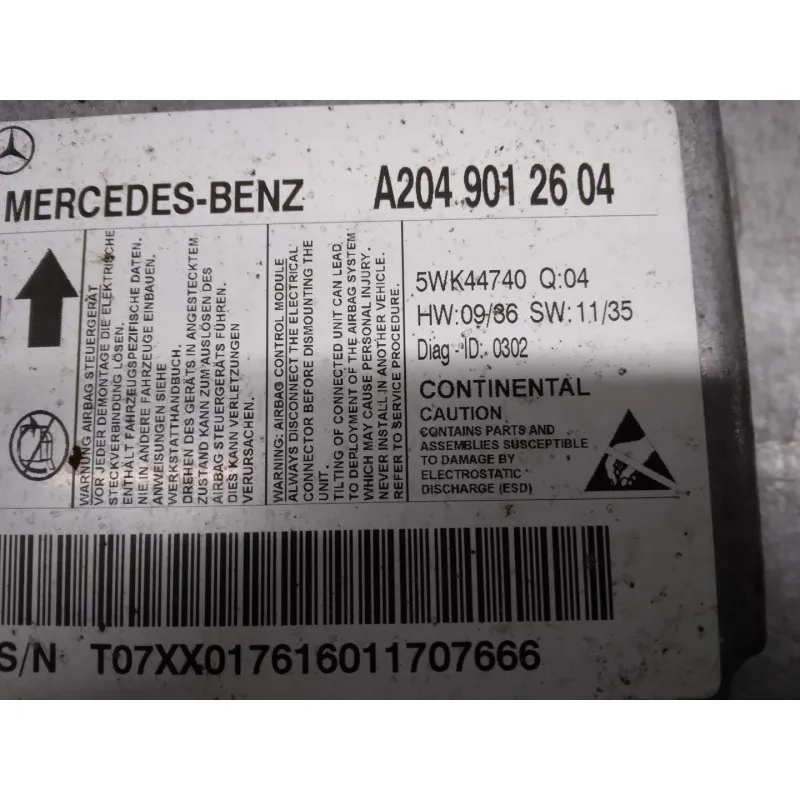 MERCEDES-BENZ
A204 901 26 04
WARNUNG AIRBAG STEUERGERÄT
VOR JEDER DEMONTAGE DIE ELEKTRISCHE
STECKVERBINDUNG LÖSEN.
ENTHÄLT FAHRZEUGSPEZIFISCHE DATEN.
NIE IN ANDERE FAHRZEUGE EINBAUEN.
ANWEISUNGEN SIEHE
WERKSTATTHANDBUCH.
DREHEN DES GERÄTS IN ANGESTECKTEM
ZUSTAND KANN ZUM AUSLÖSEN DES
AIRBAG STEUERGERÄTS FÜHREN.
DIES KANN VERLETZUNGEN
VERURSACHEN.
WARNING: AIRBAG CONTROL MODULE
ALWAYS DISCONNECT THE ELECTRICAL
CONNECTOR BEFORE DISMOUNTING THE
UNIT.
TILTING OF CONNECTED UNIT CAN LEAD
TO DEPLOYMENT OF THE AIRBAG SYSTEM
WHICH MAY CAUSE PERSONAL INJURY.
NEVER INSTALL IN ANOTHER VEHICLE.
REFER TO SERVICE PROCEDURE.
5WK44740 Q:04
HW:09/36 SW:11/35
Diag-ID: 0302
CONTINENTAL
CAUTION
CONTAINS PARTS AND
ASSEMBLIES SUSCEPTIBLE
TO DAMAGE BY
ELECTROSTATIC
DISCHARGE (ESD)
S/N T07XX017616011707666